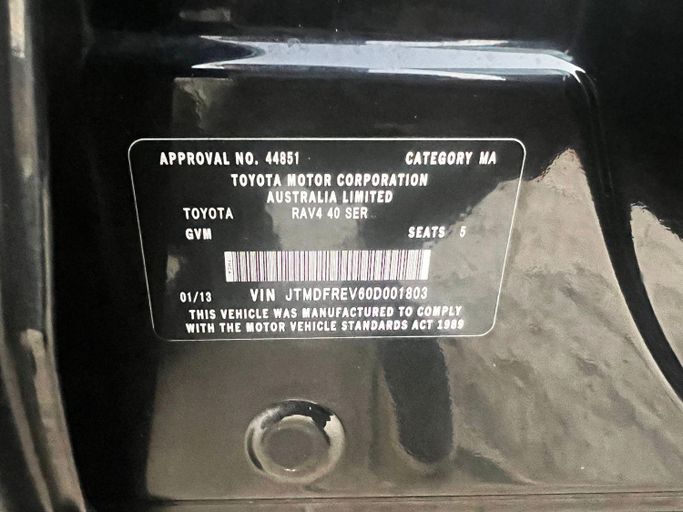 APPROVAL NO. 44851 CATEGORY MA
TOYOTA MOTOR CORPORATION
AUSTRALIA LIMITED
TOYOTA RAV4 40 SER
GVM SEATS 5
01/13 VIN JTMDFREV60D001803
THIS VEHICLE WAS MANUFACTURED TO COMPLY
WITH THE MOTOR VEHICLE STANDARDS ACT 1989